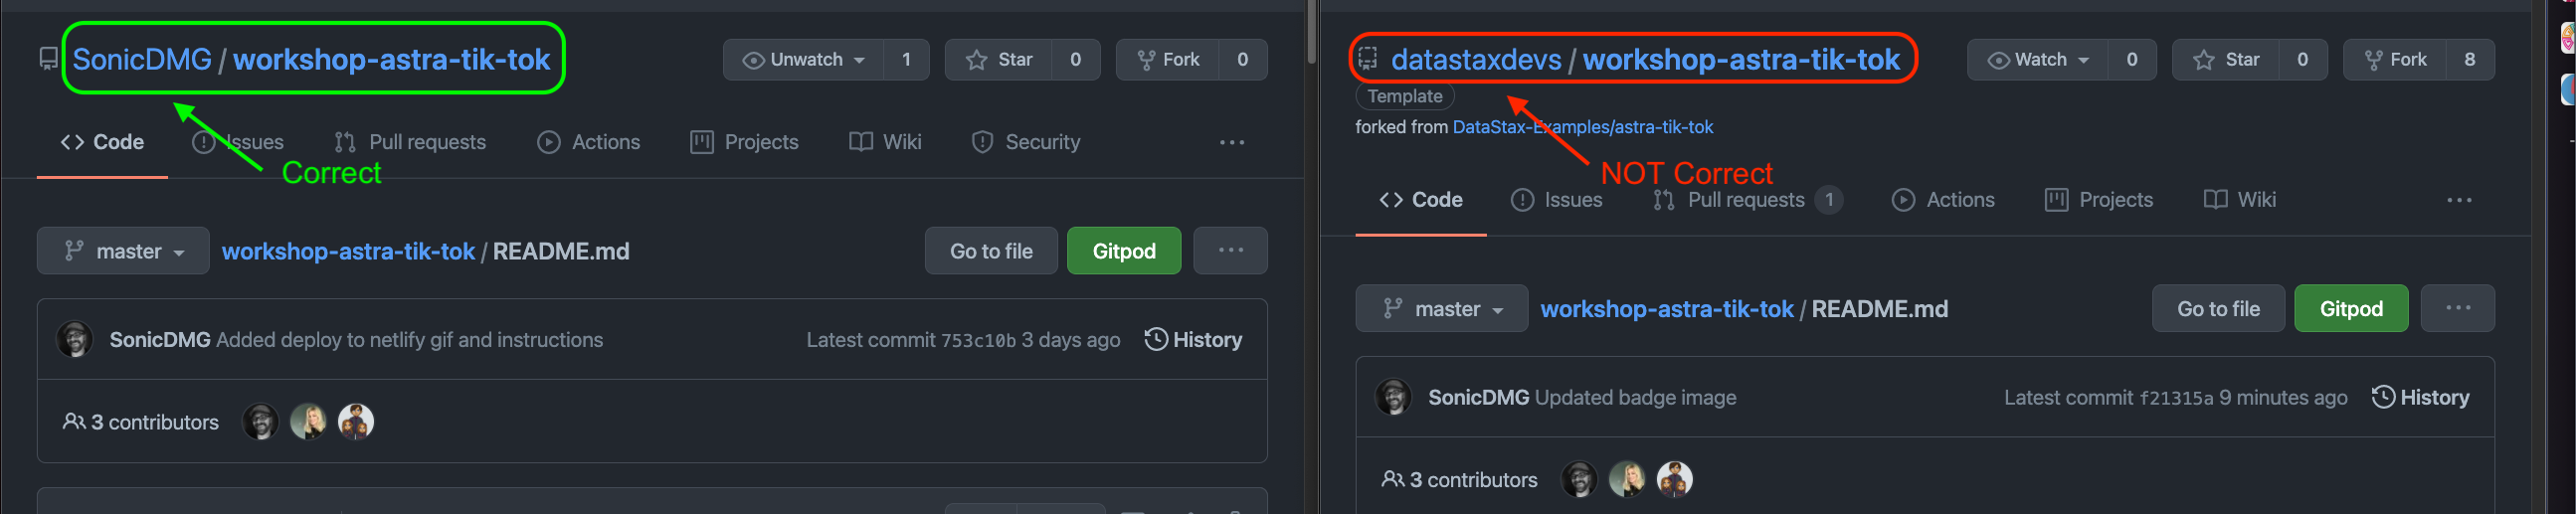 SonicDMG / workshop-astra-tik-tok
Unwatch 1
Star 0
Fork 0
Code
Issues
Pull requests
Actions
Projects
Wiki
Security
...
Correct
master
workshop-astra-tik-tok / README.md
Go to file
Gitpod
...
SonicDMG Added deploy to netlify gif and instructions
Latest commit 753c10b 3 days ago
History
3 contributors
datastaxdevs / workshop-astra-tik-tok
Watch 0
Star 0
Fork 8
Template
forked from DataStax-Examples/astra-tik-tok
NOT Correct
Code
Issues
Pull requests 1
Actions
Projects
Wiki
...
master
workshop-astra-tik-tok / README.md
Go to file
Gitpod
...
SonicDMG Updated badge image
Latest commit f21315a 9 minutes ago
History
3 contributors